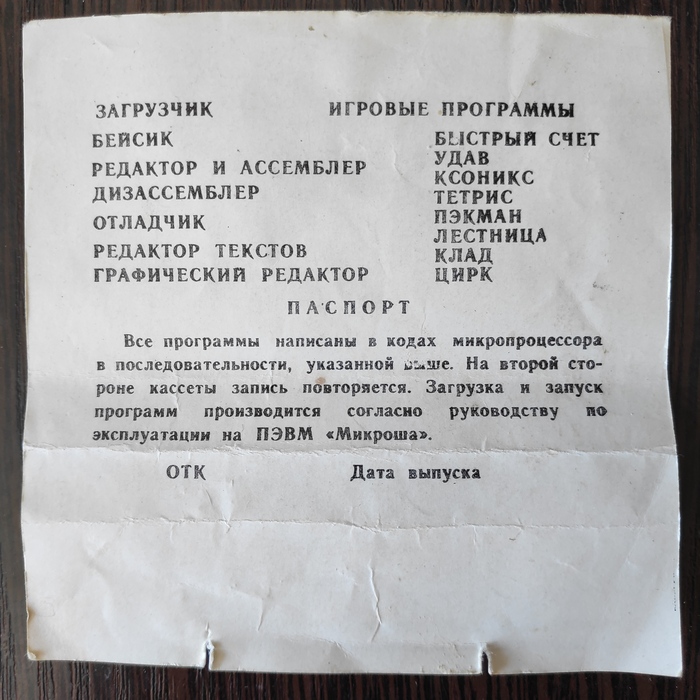 ЗАГРУЗЧИК
БЕЙСИК
РЕДАКТОР И АССЕМБЛЕР
ДИЗАССЕМБЛЕР
ОТЛАДЧИК
РЕДАКТОР ТЕКСТОВ
ГРАФИЧЕСКИЙ РЕДАКТОР
ИГРОВЫЕ ПРОГРАММЫ
БЫСТРЫЙ СЧЕТ
УДАВ
КСОНИКС
ТЕТРИС
ПЭКМАН
ЛЕСТНИЦА
КЛАД
ЦИРК
ПАСПОРТ
Все программы написаны в кодах микропроцессора
в последовательности, указанной выше. На второй сто-
роне кассеты запись повторяется. Загрузка и запуск
программ производится согласно руководству по
эксплуатации на ПЭВМ «Микроша».
ОТК Дата выпуска